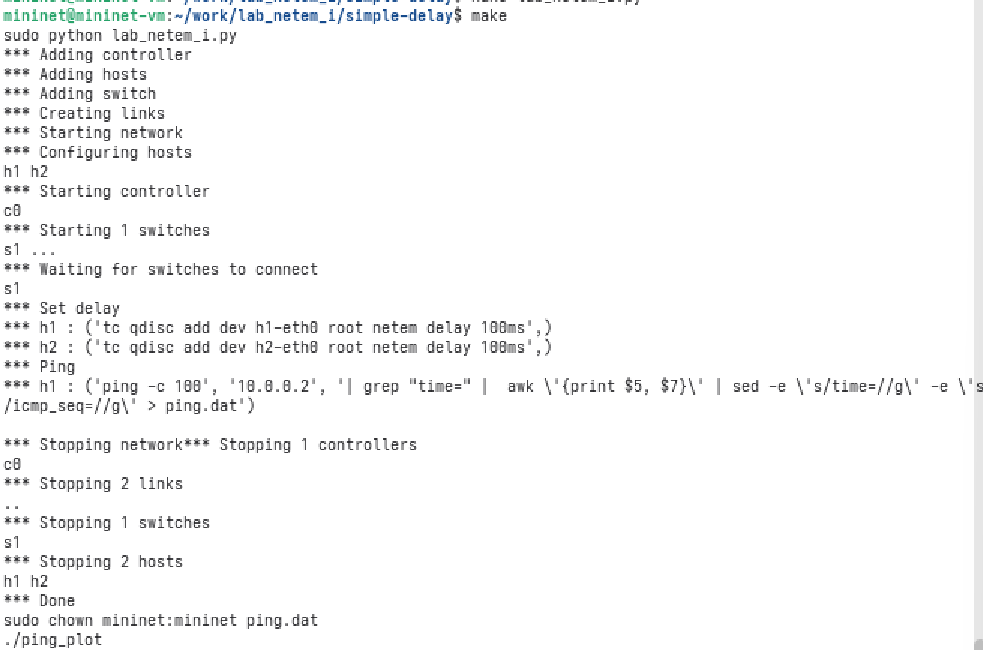 mininet@mininet-vm:~/work/lab_netem_i/simple-delay$ make
sudo python lab_netem_i.py
*** Adding controller
*** Adding hosts
*** Adding switch
*** Creating links
*** Starting network
*** Configuring hosts
h1 h2
*** Starting controller
c0
*** Starting 1 switches
s1 ...
*** Waiting for switches to connect
s1
*** Set delay
*** h1 : ('tc qdisc add dev h1-eth0 root netem delay 100ms',)
*** h2 : ('tc qdisc add dev h2-eth0 root netem delay 100ms',)
*** Ping
*** h1 : ('ping -c 100', '10.0.0.2', '| grep "time=" |  awk \'{print $5, $7}\' | sed -e \'s/time=//g\' -e \'s
/icmp_seq=//g\' > ping.dat')
*** Stopping network*** Stopping 1 controllers
c0
*** Stopping 2 links
..
*** Stopping 1 switches
s1
*** Stopping 2 hosts
h1 h2
*** Done
sudo chown mininet:mininet ping.dat
./ping_plot